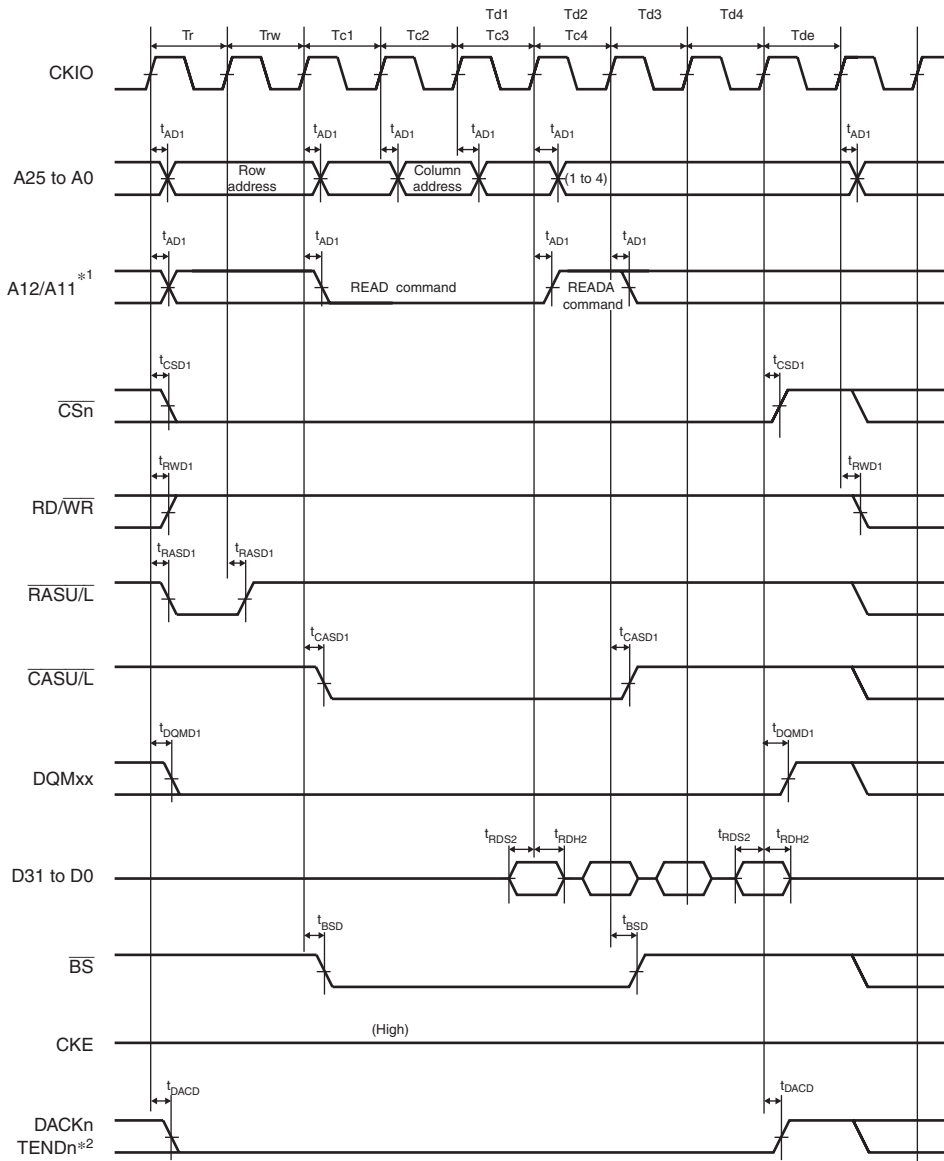 Td1 Td2 Td3 Td4
Tr Trw Tc1 Tc2 Tc3 Tc4 Tde
CKIO
tAD1 tAD1 tAD1 tAD1 tAD1 tAD1
A25 to A0 Row address Column address (1 to 4)
tAD1 tAD1 tAD1 tAD1
A12/A11*1 READ command READA command
tCSD1 tCSD1
CSn
tRWD1 tRWD1
RD/WR
tRASD1 tRASD1
RASU/L
tCASD1 tCASD1
CASU/L
tDQMD1 tDQMD1
DQMxx
tRDS2 tRDH2 tRDS2 tRDH2
D31 to D0
tBSD tBSD
BS
(High)
CKE
tDACD tDACD
DACKn
TENDn*2